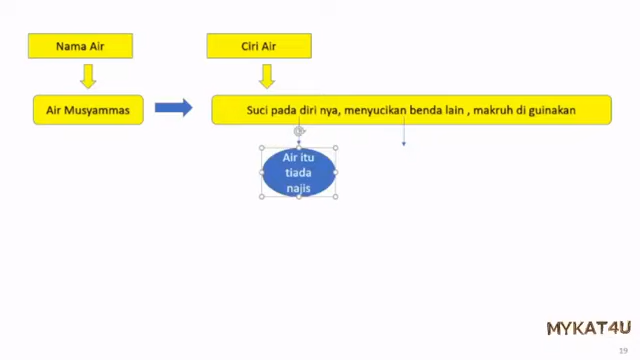 Nama Air
Ciri Air
Air Musyammas
Suci pada diri nya, menyucikan benda lain , makruh di guinakan
Air itu
tiada
najis
MYKAT4U
19